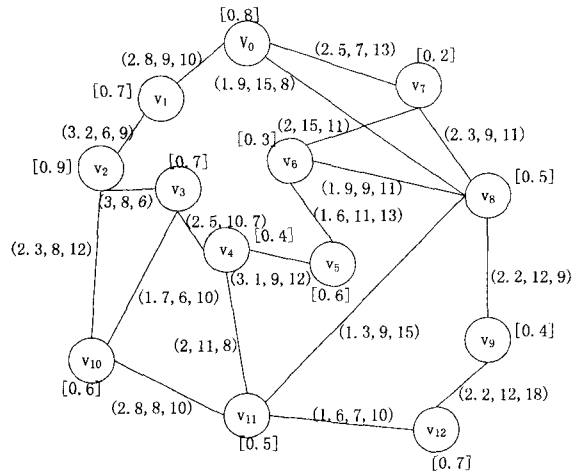 [0.8]
V₀
(2.8, 9, 10)
(2.5, 7, 13)
[0.2]
[0.7]
v₁
(1.9, 15, 8)
v₇
(3.2, 6, 9)
[0.3]
(2, 15, 11)
(2.3, 9, 11)
[0.9]
v₂
[0.7]
v₃
v₆
[0.5]
v₈
(3, 8, 6)
(1.9, 9, 11)
(2.5, 10, 7)
[0.4]
(1.6, 11, 13)
(2.3, 8, 12)
v₄
v₅
(3.1, 9, 12)
(2.2, 12, 9)
(1.7, 6, 10)
[0.6]
(1.3, 9, 15)
v₉
[0.4]
v₁₀
(2, 11, 8)
[0.6]
(2.8, 8, 10)
(2.2, 12, 18)
v₁₁
(1.6, 7, 10)
v₁₂
[0.5]
[0.7]